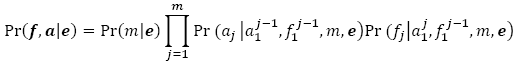 Pr(f, a|e) = Pr(m|e) ∏_{j=1}^{m} Pr (a_j |a_1^{j-1}, f_1^{j-1}, m, e)Pr (f_j|a_1^j, f_1^{j-1}, m, e)